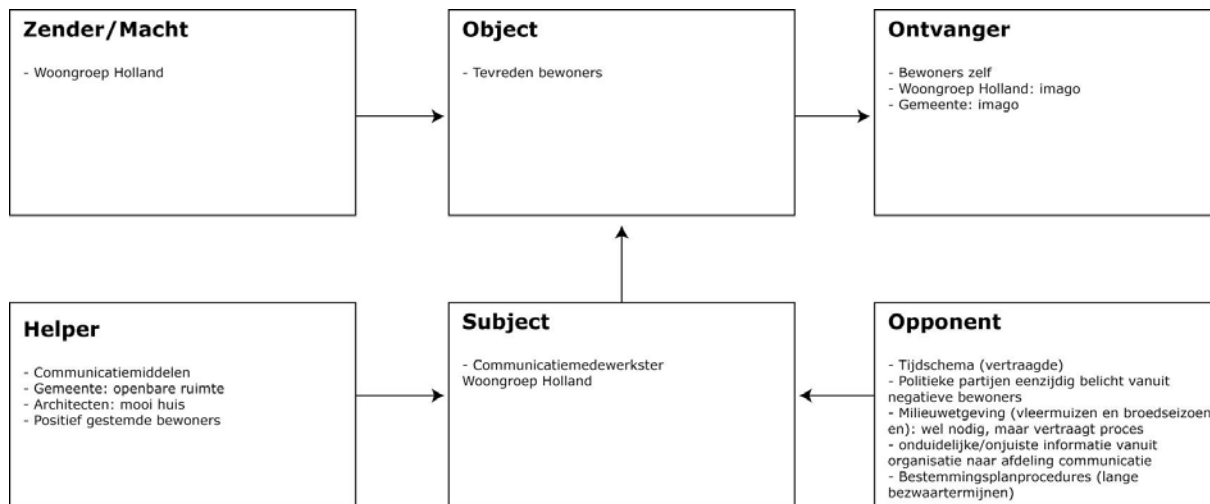 Zender/Macht
- Woongroep Holland
Object
- Tevreden bewoners
Ontvanger
- Bewoners zelf
- Woongroep Holland: imago
- Gemeente: imago
Helper
- Communicatiemiddelen
- Gemeente: openbare ruimte
- Architecten: mooi huis
- Positief gestemde bewoners
Subject
- Communicatiemedewerkster
Woongroep Holland
Opponent
- Tijdschema (vertraagde)
- Politieke partijen eenzijdig belicht vanuit
negatieve bewoners
- Milieuwetgeving (vleermuizen en broedseizoen
en): wel nodig, maar vertraagt proces
- onduidelijke/onjuiste informatie vanuit
organisatie naar afdeling communicatie
- Bestemmingsplanprocedures (lange
bezwaartermijnen)